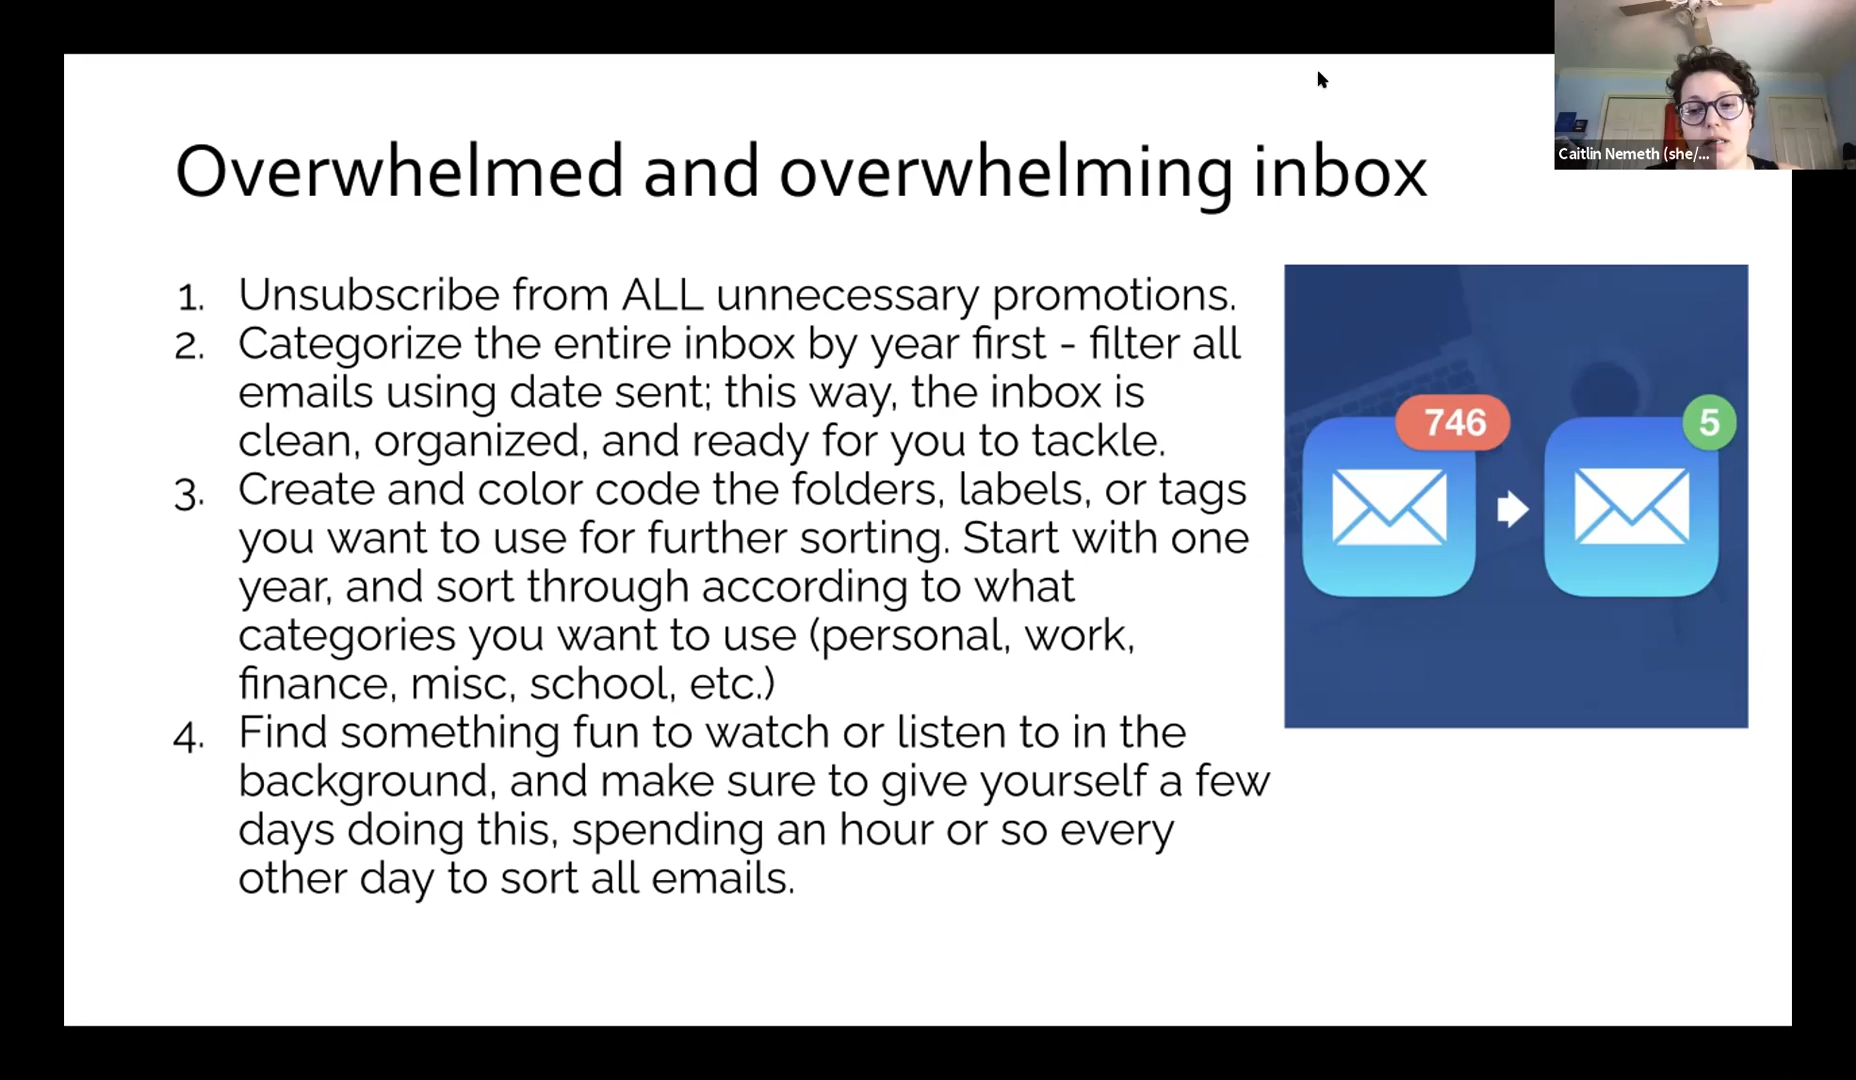 Caitlin Nemeth (she/...
Overwhelmed and overwhelming inbox
1. Unsubscribe from ALL unnecessary promotions.
2. Categorize the entire inbox by year first - filter all
emails using date sent; this way, the inbox is
clean, organized, and ready for you to tackle.
3. Create and color code the folders, labels, or tags
you want to use for further sorting. Start with one
year, and sort through according to what
categories you want to use (personal, work,
finance, misc, school, etc.)
4. Find something fun to watch or listen to in the
background, and make sure to give yourself a few
days doing this, spending an hour or so every
other day to sort all emails.
746
5